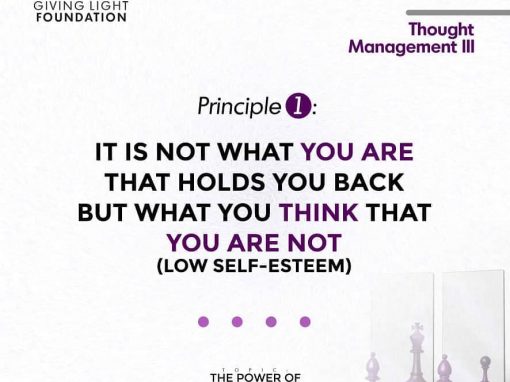 GIVING LIGHT
FOUNDATION
Thought
Management III
Principle 1:
IT IS NOT WHAT YOU ARE
THAT HOLDS YOU BACK
BUT WHAT YOU THINK THAT
YOU ARE NOT
(LOW SELF-ESTEEM)
TOPIC
THE POWER OF